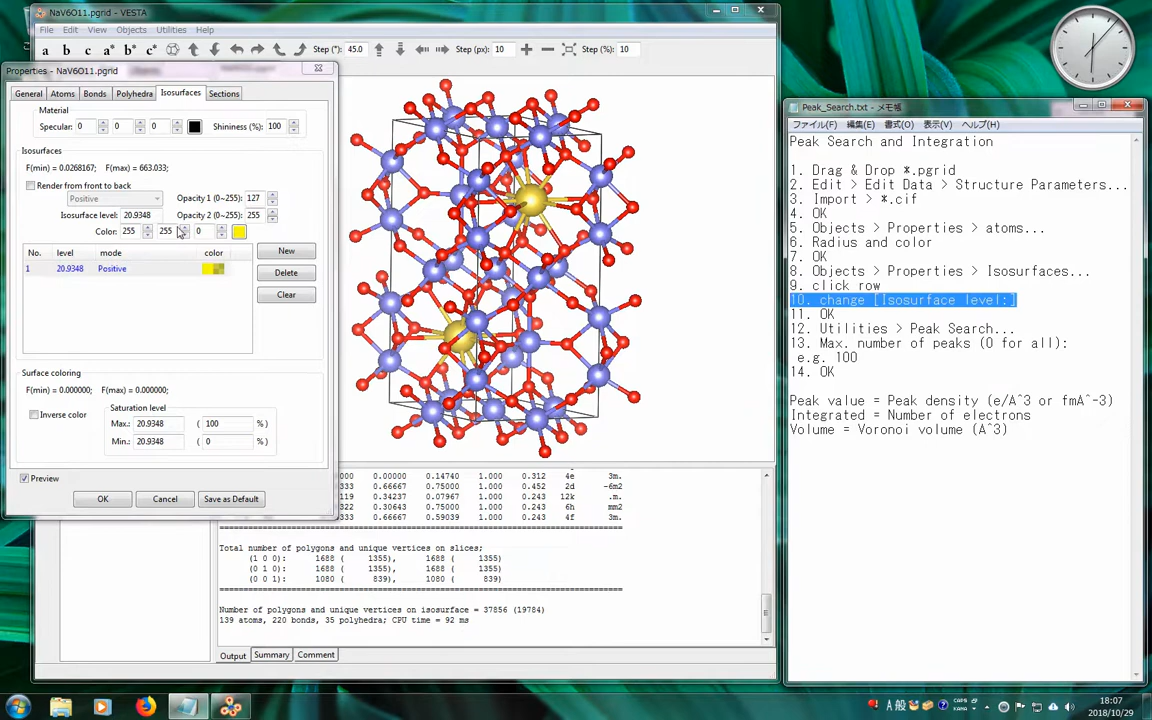 NaV6O11.pgrid - VESTA
File Edit View Objects Utilities Help
a b c a* b* c* Step (°): 45.0 Step (px): 10 Step (%): 10
Properties - NaV6O11.pgrid
General Atoms Bonds Polyhedra Isosurfaces Sections
Material
Specular: 0 0 0 Shininess (%): 100
Isosurfaces
F(min) = 0.0268167; F(max) = 663.033;
Render from front to back
Positive
Opacity 1 (0~255): 127
Isosurface level: 20.9348 Opacity 2 (0~255): 255
Color: 255 255 0
No. level mode color
1 20.9348 Positive
New
Delete
Clear
Surface coloring
F(min) = 0.000000; F(max) = 0.000000;
Inverse color
Saturation level
Max.: 20.9348 ( 100 %)
Min.: 20.9348 ( 0 %)
Preview
OK Cancel Save as Default
0.00000 0.14740 1.000 0.312 4e 3m.
333 0.66667 0.75000 1.000 0.452 2d -6m2
119 0.34237 0.07967 1.000 0.243 12k .m.
322 0.30643 0.75000 1.000 0.243 6h mm2
333 0.66667 0.59039 1.000 0.243 4f 3m.
Total number of polygons and unique vertices on slices;
(1 0 0): 1688 ( 1355), 1688 ( 1355)
(0 1 0): 1688 ( 1355), 1688 ( 1355)
(0 0 1): 1080 ( 839), 1080 ( 839)
Number of polygons and unique vertices on isosurface = 37856 (19784)
139 atoms, 220 bonds, 35 polyhedra; CPU time = 92 ms
Output Summary Comment
Peak_Search.txt - メモ帳
ファイル(F) 編集(E) 書式(O) 表示(V) ヘルプ(H)
Peak Search and Integration
1. Drag & Drop *.pgrid
2. Edit > Edit Data > Structure Parameters...
3. Import > *.cif
4. OK
5. Objects > Properties > atoms...
6. Radius and color
7. OK
8. Objects > Properties > Isosurfaces...
9. click row
10. change [Isosurface level:]
11. OK
12. Utilities > Peak Search...
13. Max. number of peaks (0 for all):
e.g. 100
14. OK
Peak value = Peak density (e/A^3 or fmA^-3)
Integrated = Number of electrons
Volume = Voronoi volume (A^3)
A 般
CAPS
KANA
18:07
2018/10/29